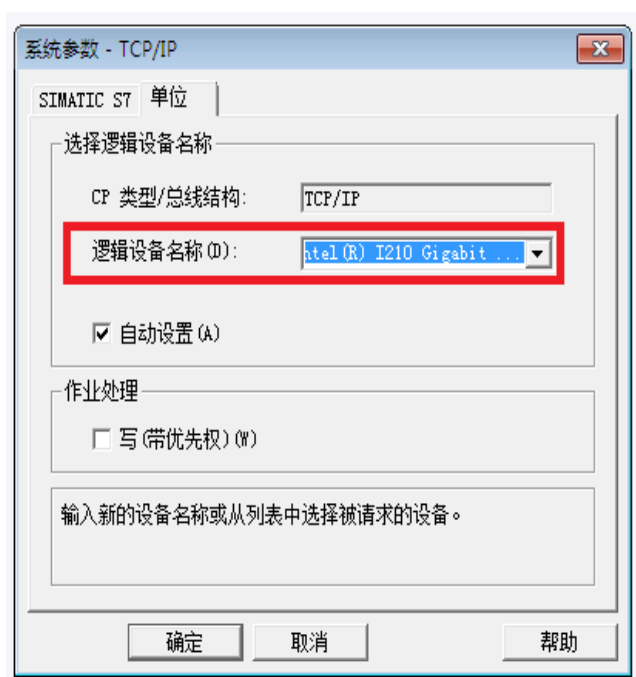 系统参数 - TCP/IP
SIMATIC S7 单位
选择逻辑设备名称
CP 类型/总线结构: TCP/IP
逻辑设备名称(D): ntel(R) I210 Gigabit ...
自动设置(A)
作业处理
写(带优先权)(W)
输入新的设备名称或从列表中选择被请求的设备。
确定 取消 帮助